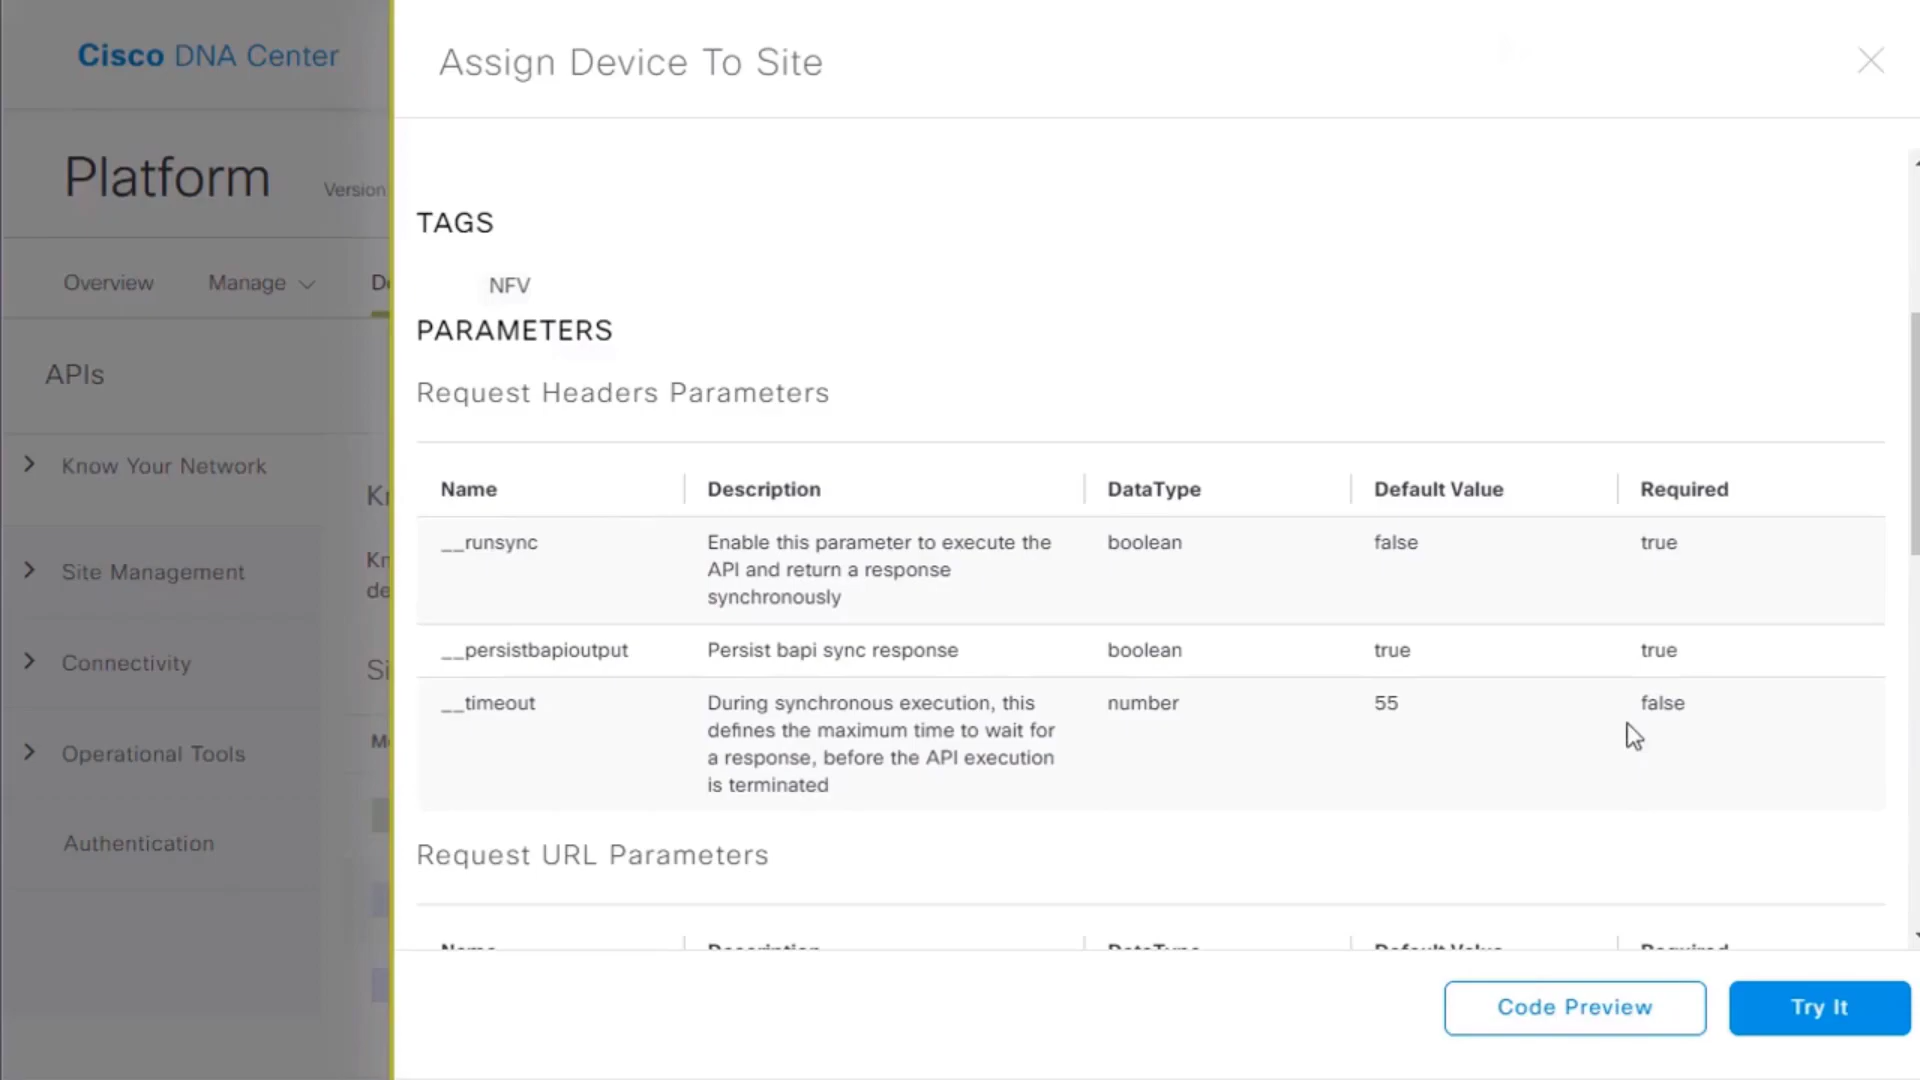 Cisco DNA Center
Assign Device To Site
Platform Version
Overview Manage
APIs
Know Your Network
Site Management
Connectivity
Operational Tools
Authentication
TAGS
NFV
PARAMETERS
Request Headers Parameters
Name Description DataType Default Value Required
__runsync Enable this parameter to execute the boolean false true
API and return a response
synchronously
__persistbapioutput Persist bapi sync response boolean true true
__timeout During synchronous execution, this number 55 false
defines the maximum time to wait for
a response, before the API execution
is terminated
Request URL Parameters
Name Description DataType Default Value Required
Code Preview Try It